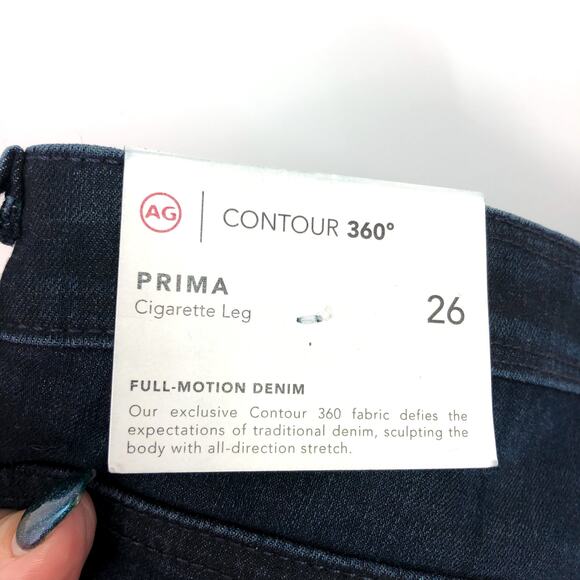 AG | CONTOUR 360°
PRIMA
Cigarette Leg
26
FULL-MOTION DENIM
Our exclusive Contour 360 fabric defies the
expectations of traditional denim, sculpting the
body with all-direction stretch.